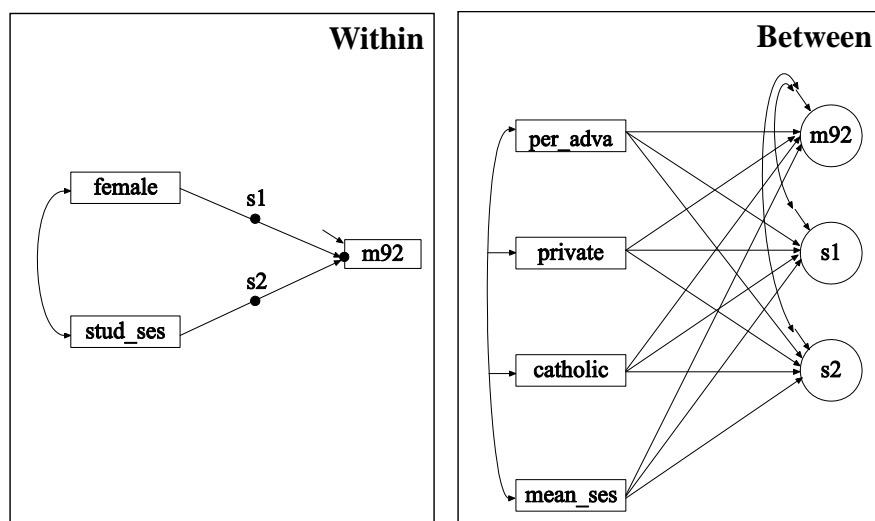 Within
female
s1
m92
s2
stud_ses
Between
per_adva
m92
private
s1
catholic
s2
mean_ses